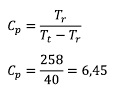 C_p = T_r / (T_t − T_r)
C_p = 258 / 40 = 6,45